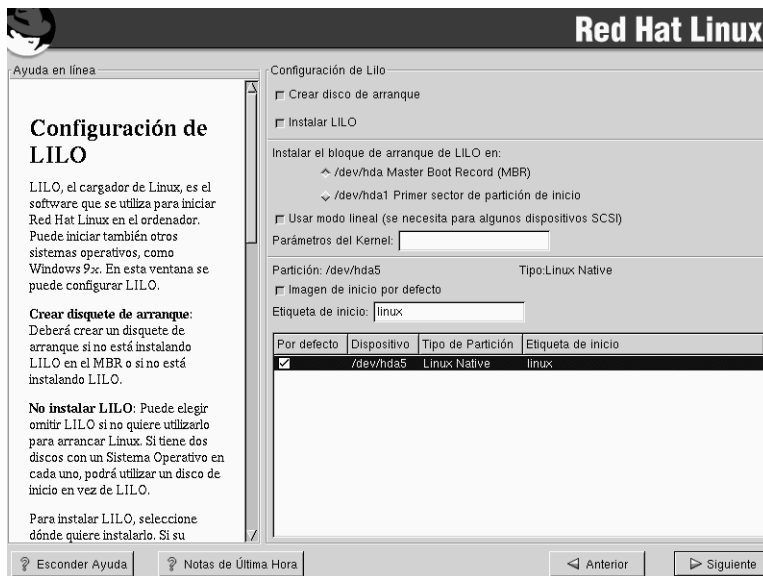 Red Hat Linux
Ayuda en línea
Configuración de
LILO
LILO, el cargador de Linux, es el
software que se utiliza para iniciar
Red Hat Linux en el ordenador.
Puede iniciar también otros
sistemas operativos, como
Windows 9x. En esta ventana se
puede configurar LILO.
Crear disquete de arranque:
Deberá crear un disquete de
arranque si no está instalando
LILO en el MBR o si no está
instalando LILO.
No instalar LILO: Puede elegir
omitir LILO si no quiere utilizarlo
para arrancar Linux. Si tiene dos
discos con un Sistema Operativo en
cada uno, podrá utilizar un disco de
inicio en vez de LILO.
Para instalar LILO, seleccione
dónde quiere instalarlo. Si su
Configuración de Lilo
Crear disco de arranque
Instalar LILO
Instalar el bloque de arranque de LILO en:
/dev/hda Master Boot Record (MBR)
/dev/hda1 Primer sector de partición de inicio
Usar modo lineal (se necesita para algunos dispositivos SCSI)
Parámetros del Kernel:
Partición: /dev/hda5 Tipo:Linux Native
Imagen de inicio por defecto
Etiqueta de inicio: linux
Por defecto Dispositivo Tipo de Partición Etiqueta de inicio
/dev/hda5 Linux Native linux
Esconder Ayuda Notas de Última Hora Anterior Siguiente